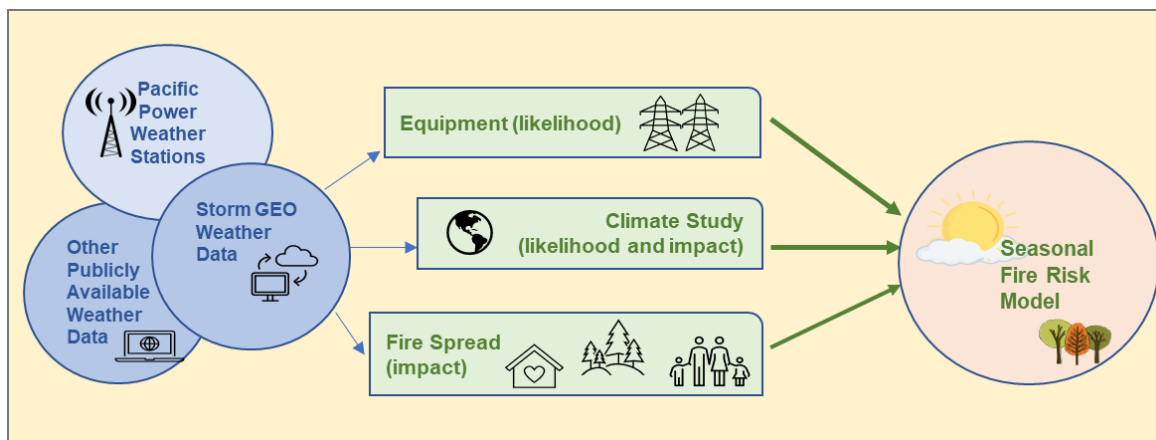 Pacific
Power
Weather
Stations
Storm GEO
Weather
Data
Other
Publicly
Available
Weather
Data
Equipment (likelihood)
Climate Study
(likelihood and impact)
Fire Spread
(impact)
Seasonal
Fire Risk
Model